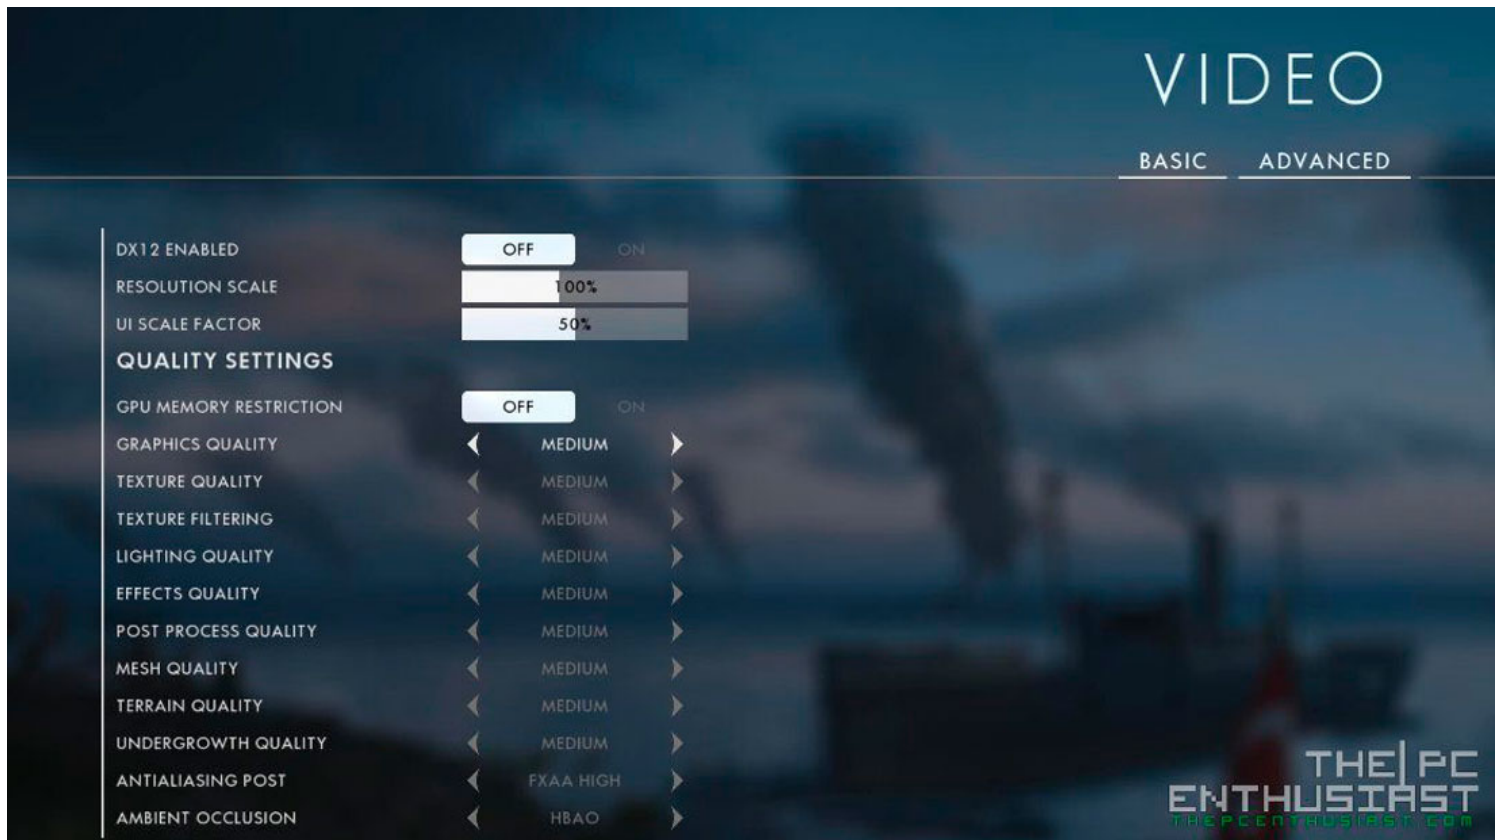 VIDEO
BASIC ADVANCED
DX12 ENABLED OFF ON
RESOLUTION SCALE 100%
UI SCALE FACTOR 50%
QUALITY SETTINGS
GPU MEMORY RESTRICTION OFF ON
GRAPHICS QUALITY MEDIUM
TEXTURE QUALITY MEDIUM
TEXTURE FILTERING MEDIUM
LIGHTING QUALITY MEDIUM
EFFECTS QUALITY MEDIUM
POST PROCESS QUALITY MEDIUM
MESH QUALITY MEDIUM
TERRAIN QUALITY MEDIUM
UNDERGROWTH QUALITY MEDIUM
ANTIALIASING POST FXAA HIGH
AMBIENT OCCLUSION HBAO
THE PC
ENTHUSIAST
THEPCENTHUSIAST.COM